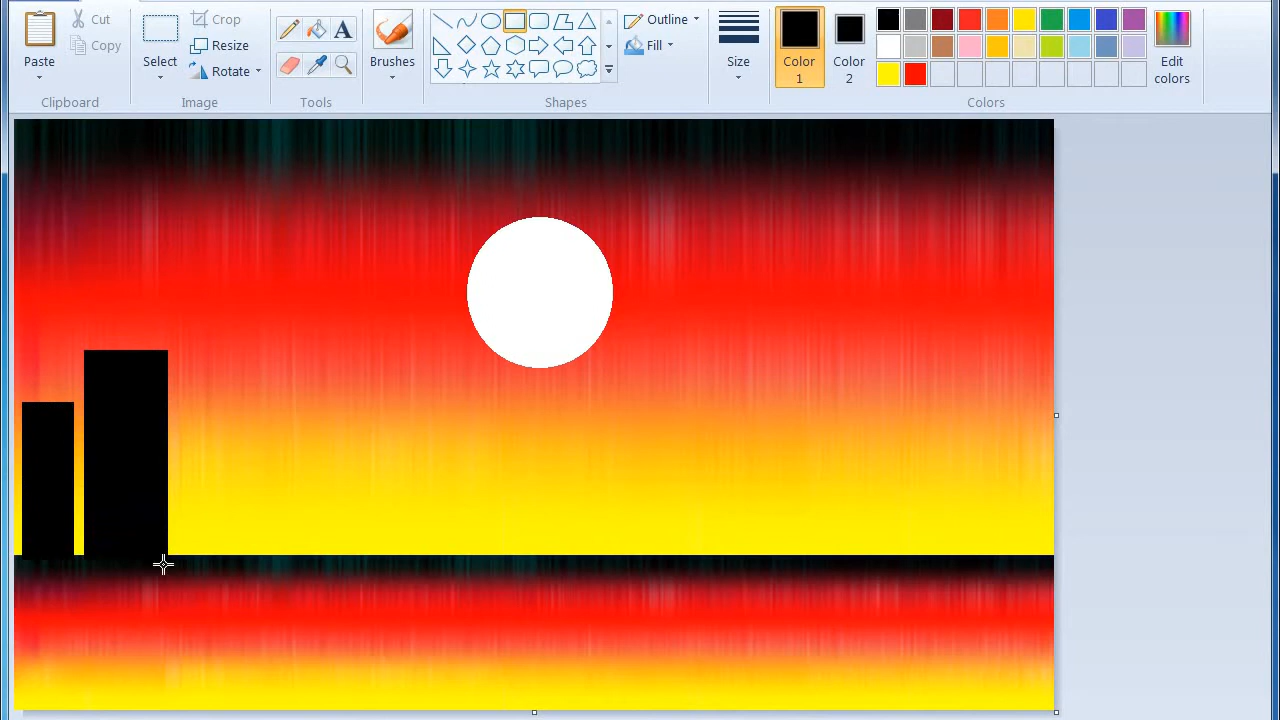 Cut
Copy
Paste
Clipboard
Crop
Resize
Rotate
Select
Image
A
Tools
Brushes
Outline
Fill
Shapes
Size
Color 1
Color 2
Edit colors
Colors